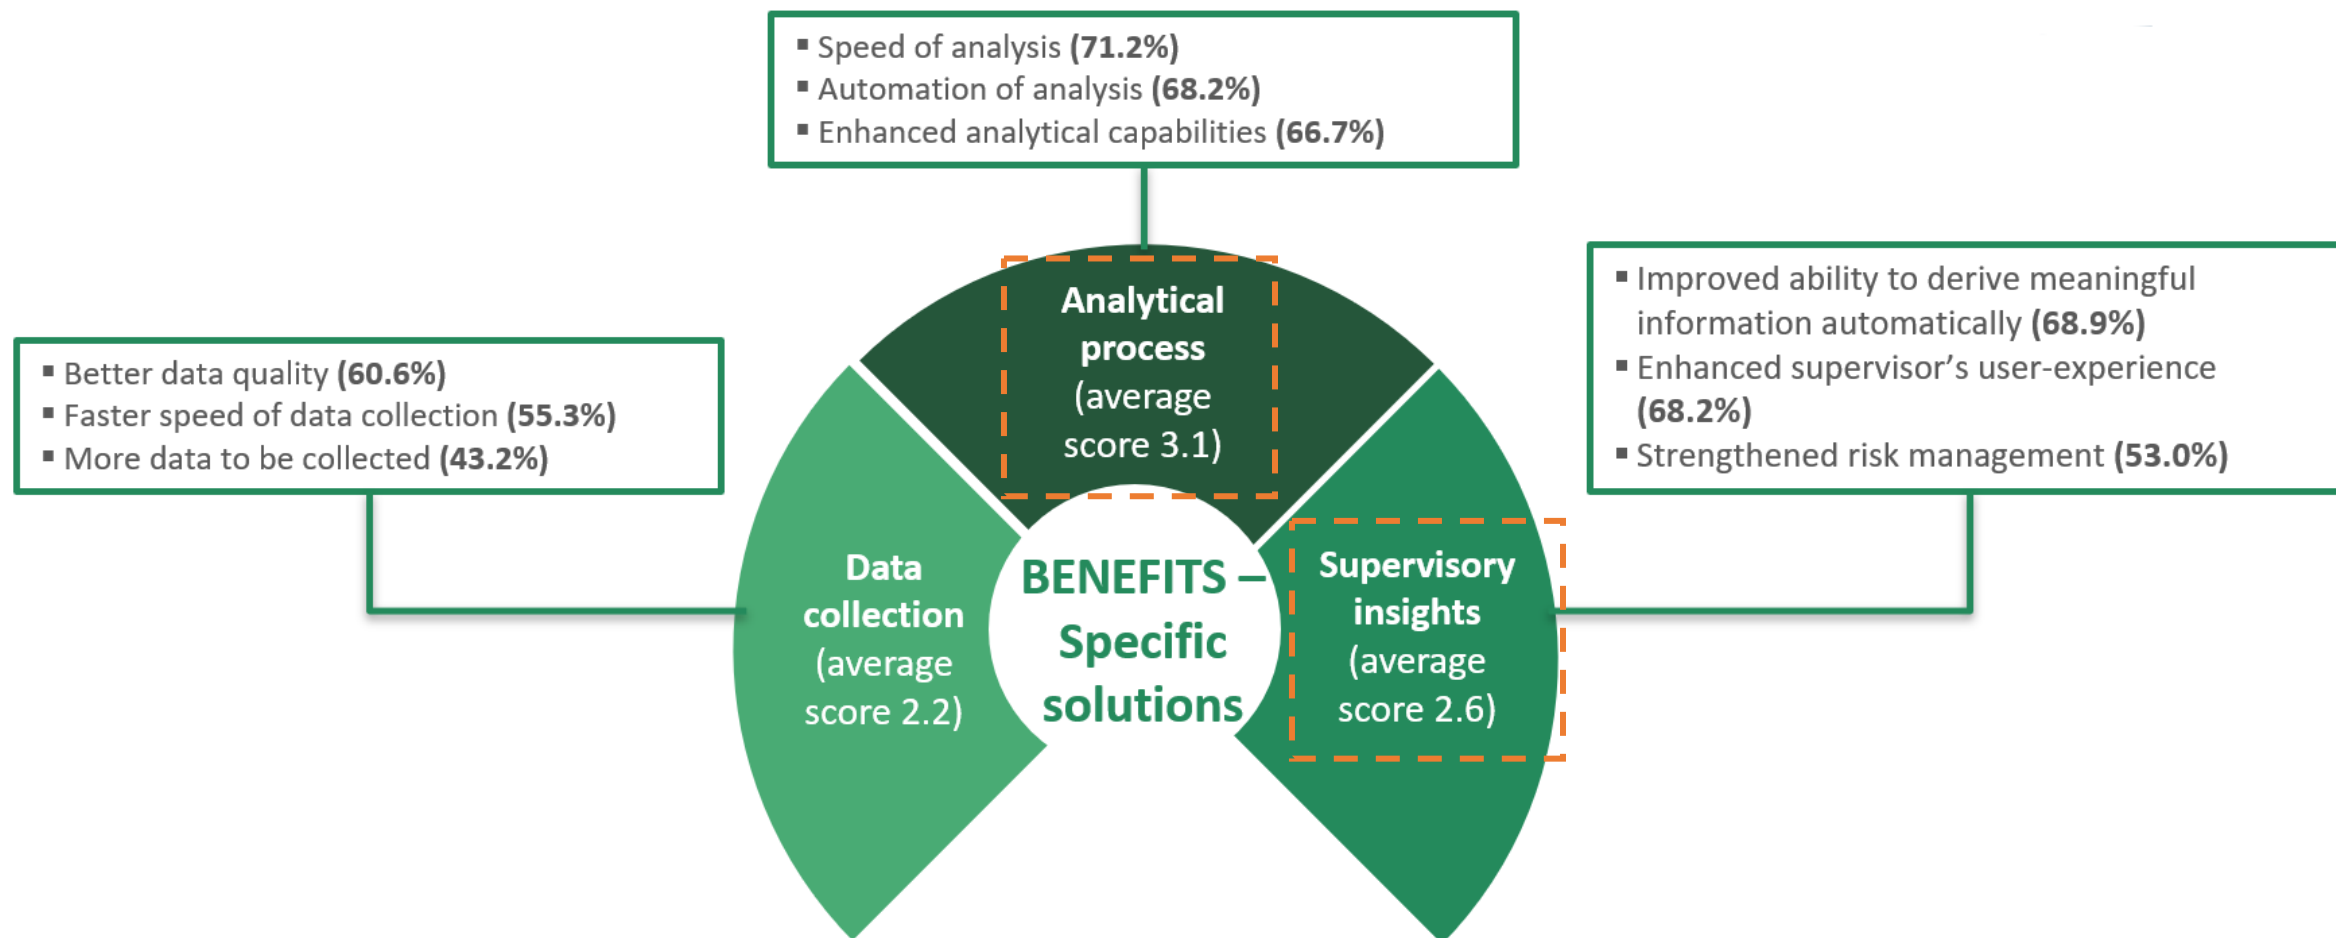 ▪ Speed of analysis (71.2%)
▪ Automation of analysis (68.2%)
▪ Enhanced analytical capabilities (66.7%)
▪ Better data quality (60.6%)
▪ Faster speed of data collection (55.3%)
▪ More data to be collected (43.2%)
Analytical
process
(average
score 3.1)
▪ Improved ability to derive meaningful
information automatically (68.9%)
▪ Enhanced supervisor’s user-experience
(68.2%)
▪ Strengthened risk management (53.0%)
Data
collection
(average
score 2.2)
BENEFITS –
Specific
solutions
Supervisory
insights
(average
score 2.6)